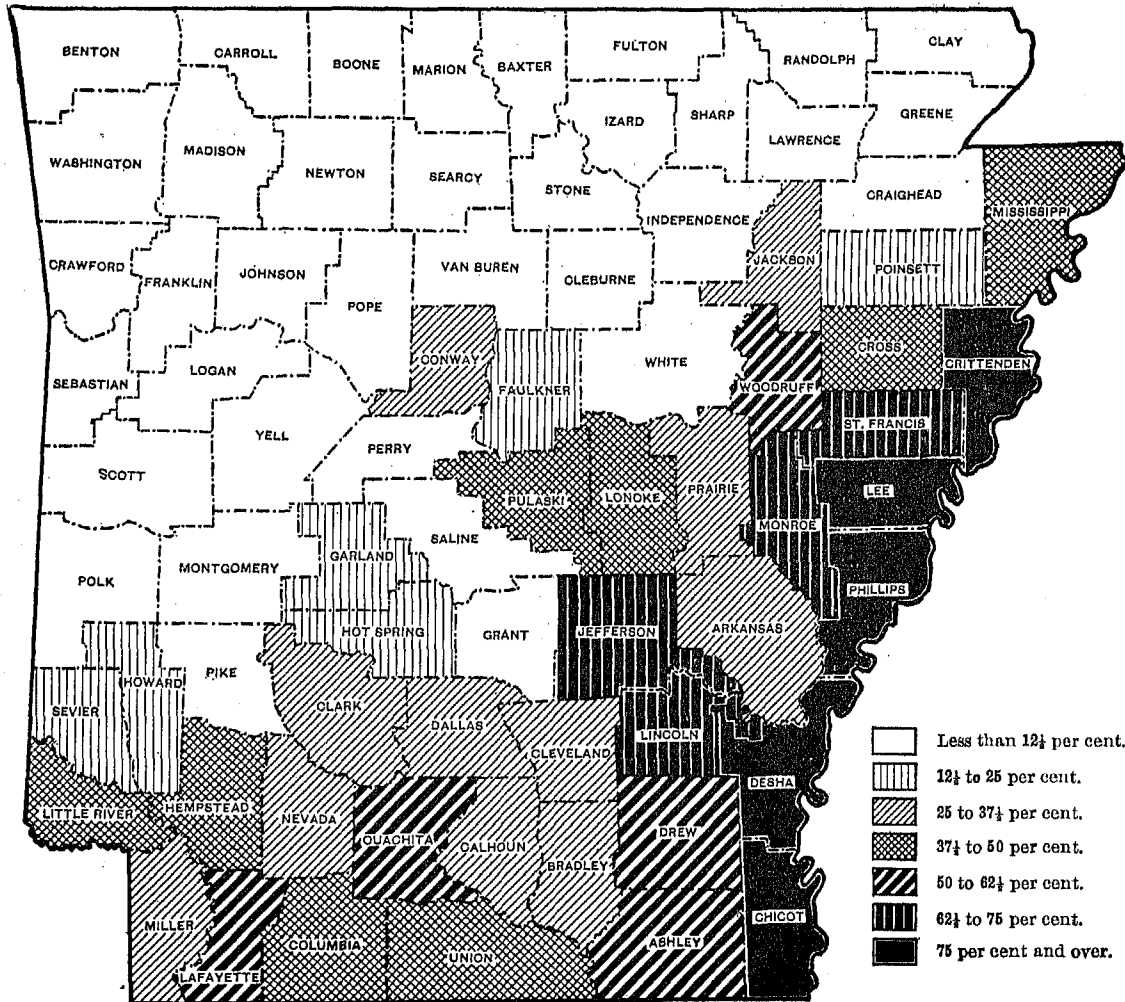 BENTON
CARROLL
BOONE
MARION
BAXTER
FULTON
RANDOLPH
CLAY
IZARD
SHARP
LAWRENCE
GREENE
WASHINGTON
MADISON
NEWTON
SEARCY
STONE
INDEPENDENCE
CRAIGHEAD
MISSISSIPPI
CRAWFORD
FRANKLIN
JOHNSON
POPE
VAN BUREN
CLEBURNE
JACKSON
POINSETT
SEBASTIAN
LOGAN
CONWAY
FAULKNER
WHITE
WOODRUFF
CROSS
CRITTENDEN
SCOTT
YELL
PERRY
PULASKI
LONOKE
PRAIRIE
MONROE
ST. FRANCIS
LEE
POLK
MONTGOMERY
GARLAND
SALINE
PHILLIPS
HOT SPRING
GRANT
JEFFERSON
ARKANSAS
SEVIER
HOWARD
PIKE
CLARK
DALLAS
CLEVELAND
LINCOLN
DESHA
LITTLE RIVER
HEMPSTEAD
NEVADA
OUACHITA
CALHOUN
BRADLEY
DREW
MILLER
LAFAYETTE
COLUMBIA
UNION
ASHLEY
CHICOT
Less than 12½ per cent.
12½ to 25 per cent.
25 to 37½ per cent.
37½ to 50 per cent.
50 to 62½ per cent.
62½ to 75 per cent.
75 per cent and over.